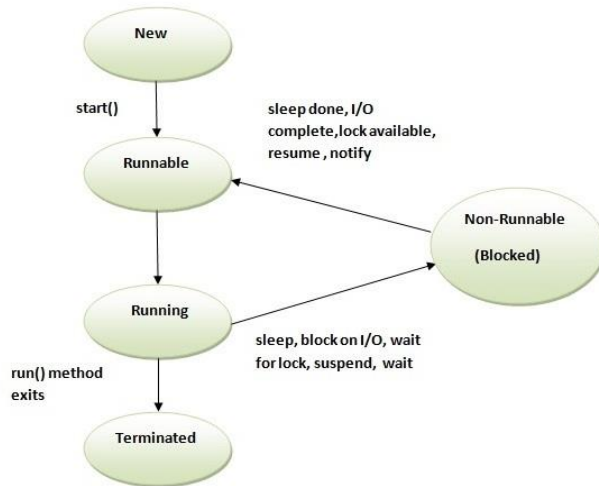 New
start()
sleep done, I/O
complete,lock available,
resume , notify
Runnable
Non-Runnable
(Blocked)
Running
sleep, block on I/O, wait
for lock, suspend, wait
run() method
exits
Terminated